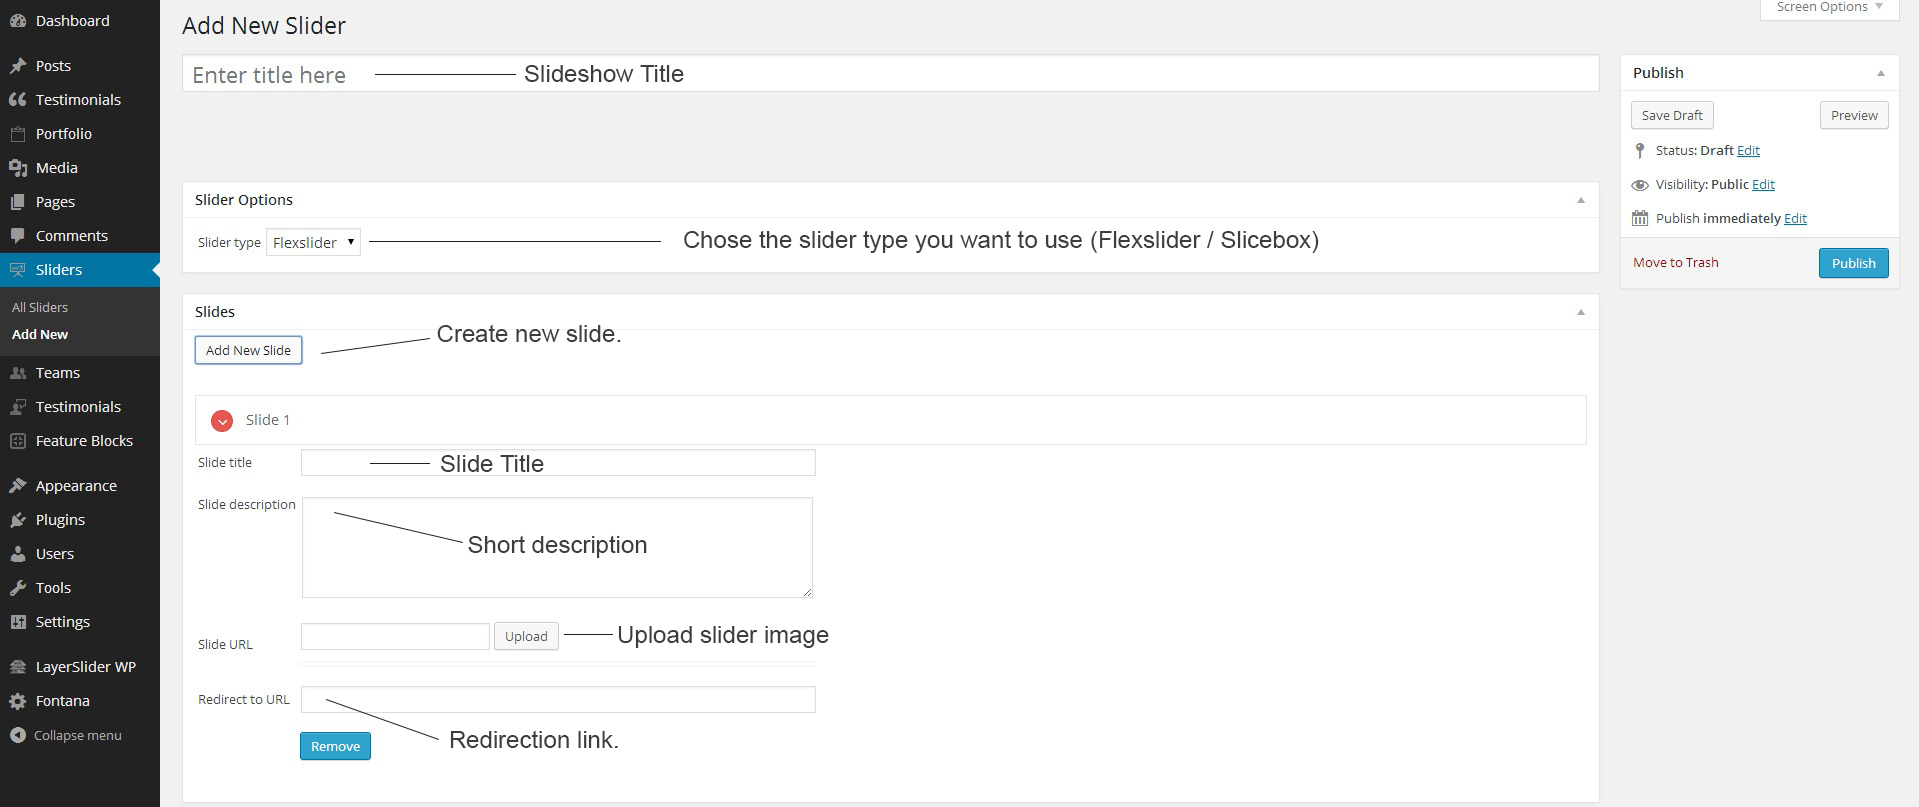 Dashboard
Posts
Testimonials
Portfolio
Media
Pages
Comments
Sliders
All Sliders
Add New
Teams
Testimonials
Feature Blocks
Appearance
Plugins
Users
Tools
Settings
LayerSlider WP
Fontana
Collapse menu
Screen Options
Add New Slider
Enter title here Slideshow Title
Slider Options
Slider type Flexslider Chose the slider type you want to use (Flexslider / Slicebox)
Slides
Create new slide.
Add New Slide
Slide 1
Slide title Slide Title
Slide description
Short description
Slide URL Upload Upload slider image
Redirect to URL
Redirection link.
Remove
Publish
Save Draft Preview
Status: Draft Edit
Visibility: Public Edit
Publish immediately Edit
Move to Trash Publish